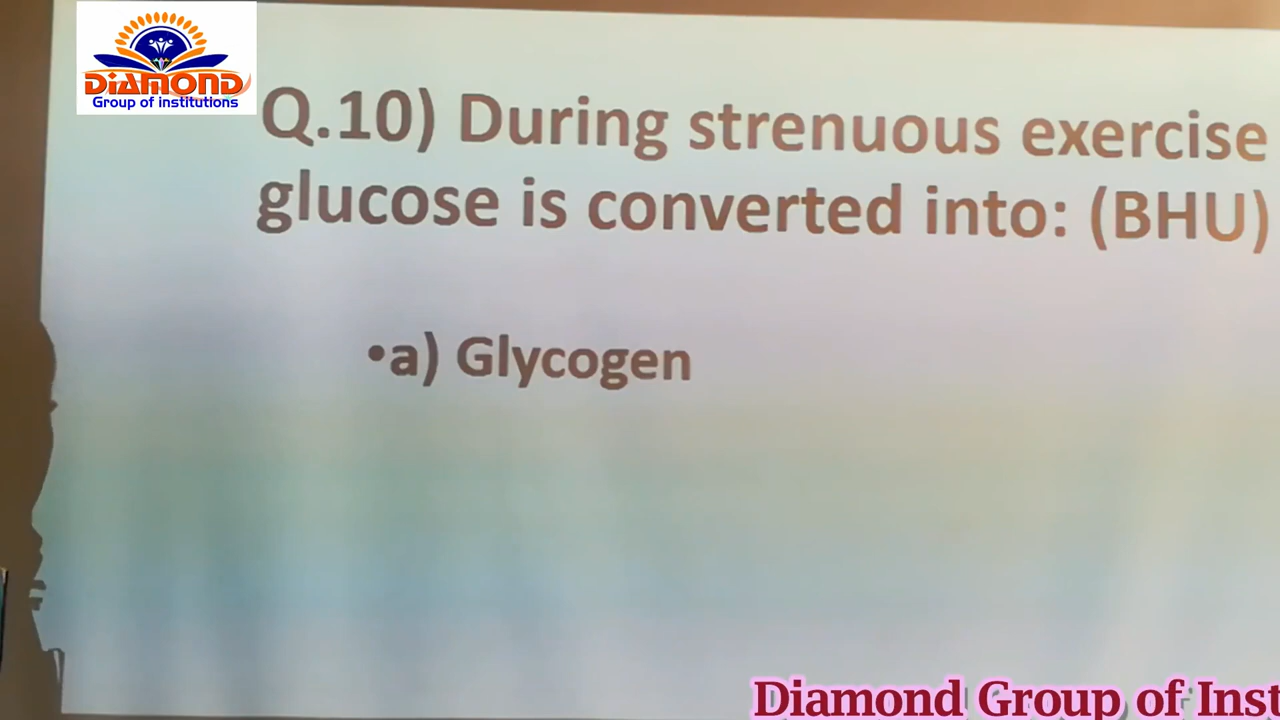 DIAMOND
Group of institutions
Q.10) During strenuous exercise
glucose is converted into: (BHU)
•a) Glycogen
Diamond Group of Inst